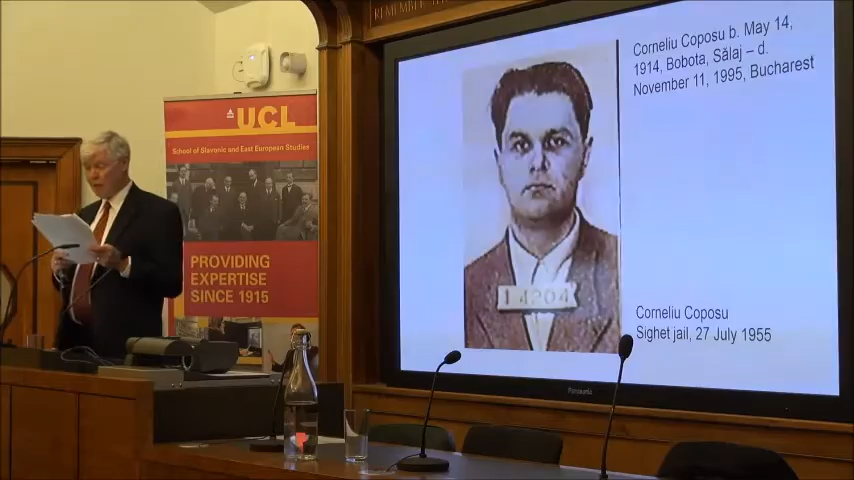 REMEMBER
UCL
School of Slavonic and East European Studies
PROVIDING
EXPERTISE
SINCE 1915
Corneliu Coposu b. May 14,
1914, Bobota, Sălaj – d.
November 11, 1995, Bucharest
14204
Corneliu Coposu
Sighet jail, 27 July 1955
Panasonic